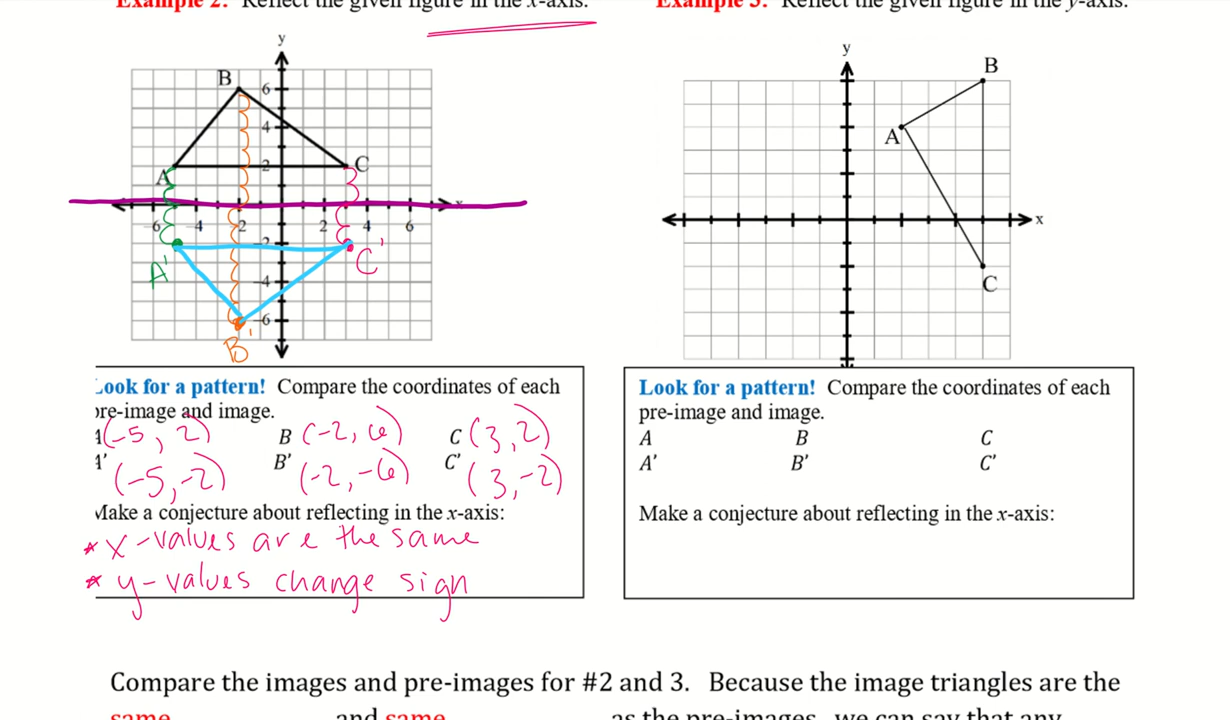 Example 2: Reflect the given figure in the x-axis.
Example 3: Reflect the given figure in the y-axis.
y
B
6
4
2
A
C
x
6
-4
-2
2
4
6
-2
-4
-6
A'
B'
C'
y
B
A
x
C
Look for a pattern! Compare the coordinates of each
pre-image and image.
A (-5, 2) B (-2, 6) C (3, 2)
A' (-5, -2) B' (-2, -6) C' (3, -2)
Make a conjecture about reflecting in the x-axis:
* x-values are the same
* y-values change sign
Look for a pattern! Compare the coordinates of each
pre-image and image.
A B C
A' B' C'
Make a conjecture about reflecting in the x-axis:
Compare the images and pre-images for #2 and 3. Because the image triangles are the
same and same as the pre-images, we can say that any